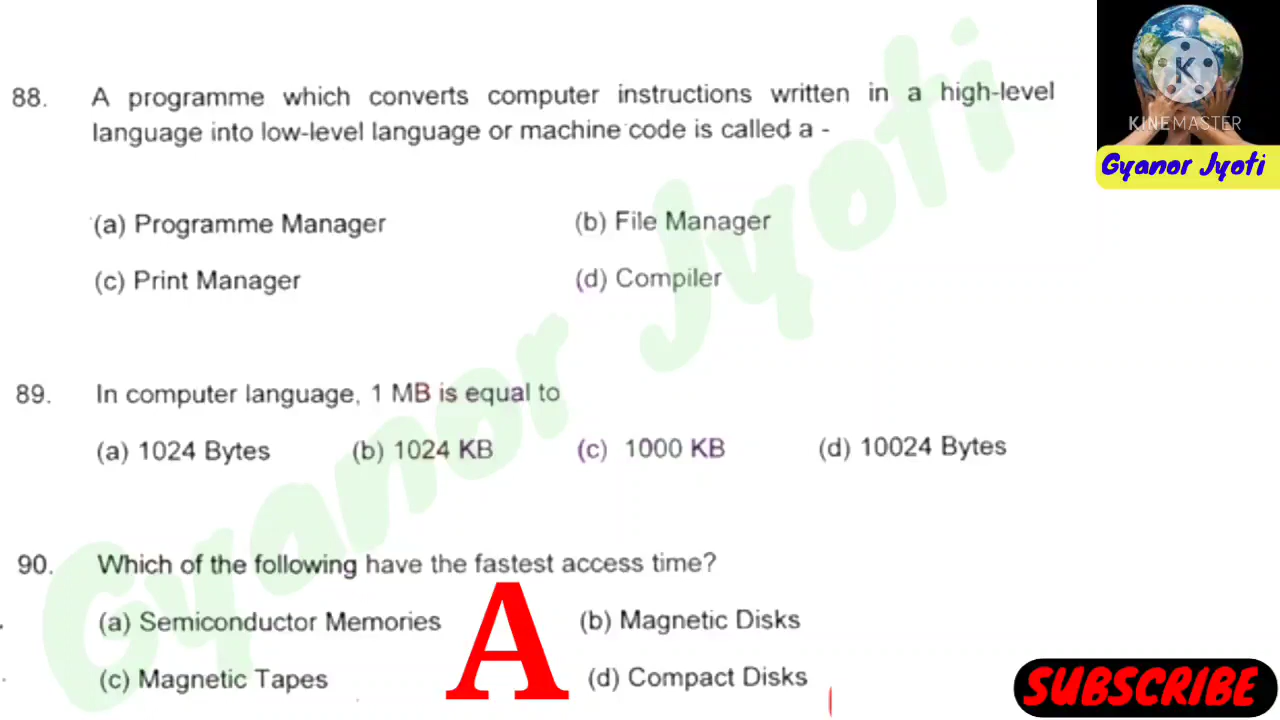 88. A programme which converts computer instructions written in a high-level
language into low-level language or machine code is called a -
(a) Programme Manager (b) File Manager
(c) Print Manager (d) Compiler
89. In computer language, 1 MB is equal to
(a) 1024 Bytes (b) 1024 KB (c) 1000 KB (d) 10024 Bytes
90. Which of the following have the fastest access time?
(a) Semiconductor Memories (b) Magnetic Disks
(c) Magnetic Tapes (d) Compact Disks
A
K
KINEMASTER
Gyanor Jyoti
Gyanor Jyoti
SUBSCRIBE